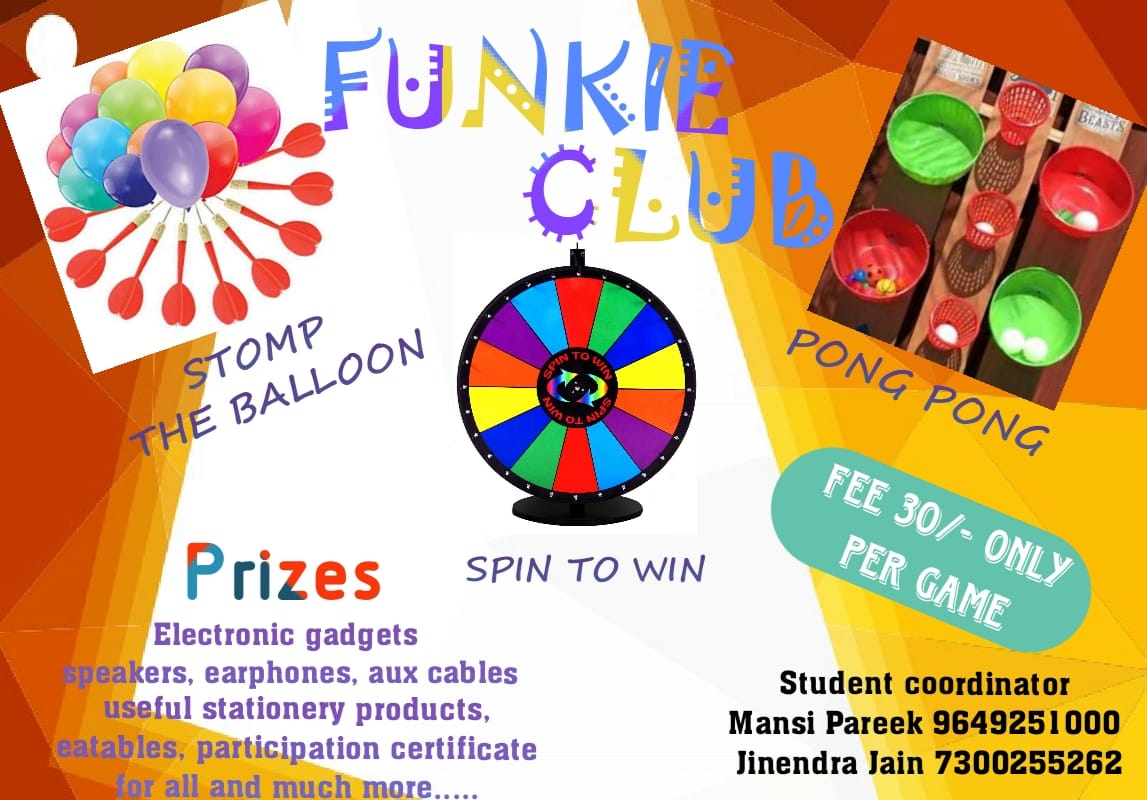 FUNKIE
CLUB
BEASTS
STOMP
THE BALLOON
PONG PONG
SPIN TO WIN
SPIN TO WIN
SPIN TO WIN
FEE 30/- ONLY
PER GAME
Prizes
Electronic gadgets
speakers, earphones, aux cables
useful stationery products,
eatables, participation certificate
for all and much more.....
Student coordinator
Mansi Pareek 9649251000
Jinendra Jain 7300255262